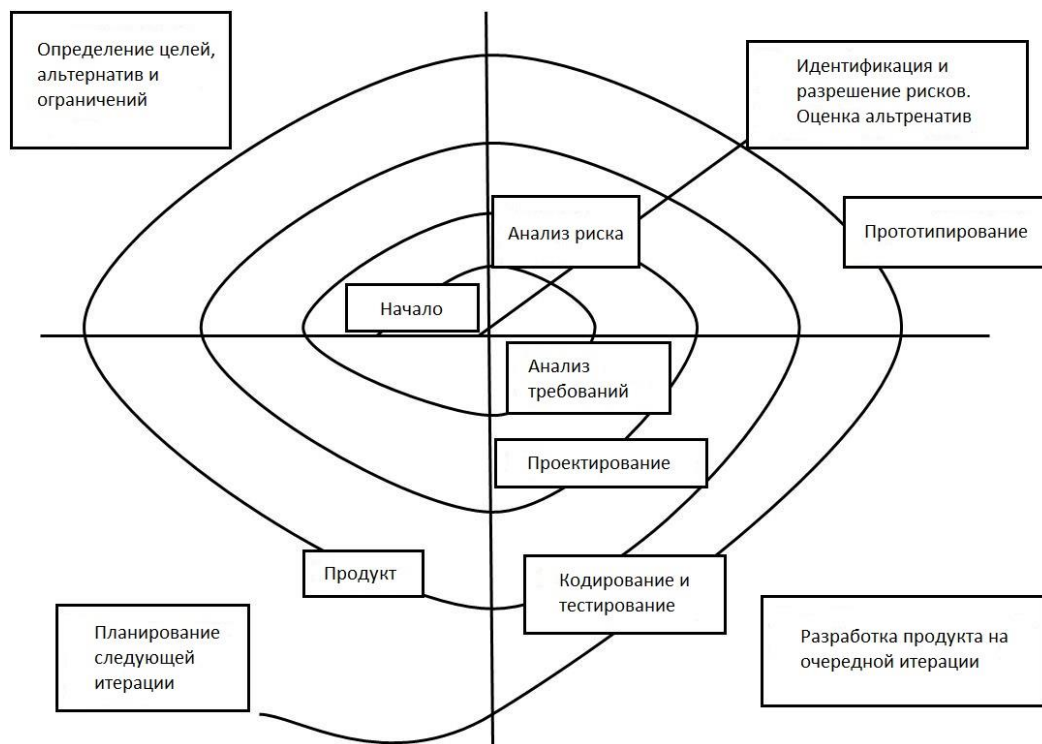 Определение целей,
альтернатив и
ограничений
Идентификация и
разрешение рисков.
Оценка альтренатив
Анализ риска
Прототипирование
Начало
Анализ
требований
Проектирование
Продукт
Кодирование и
тестирование
Планирование
следующей
итерации
Разработка продукта на
очередной итерации